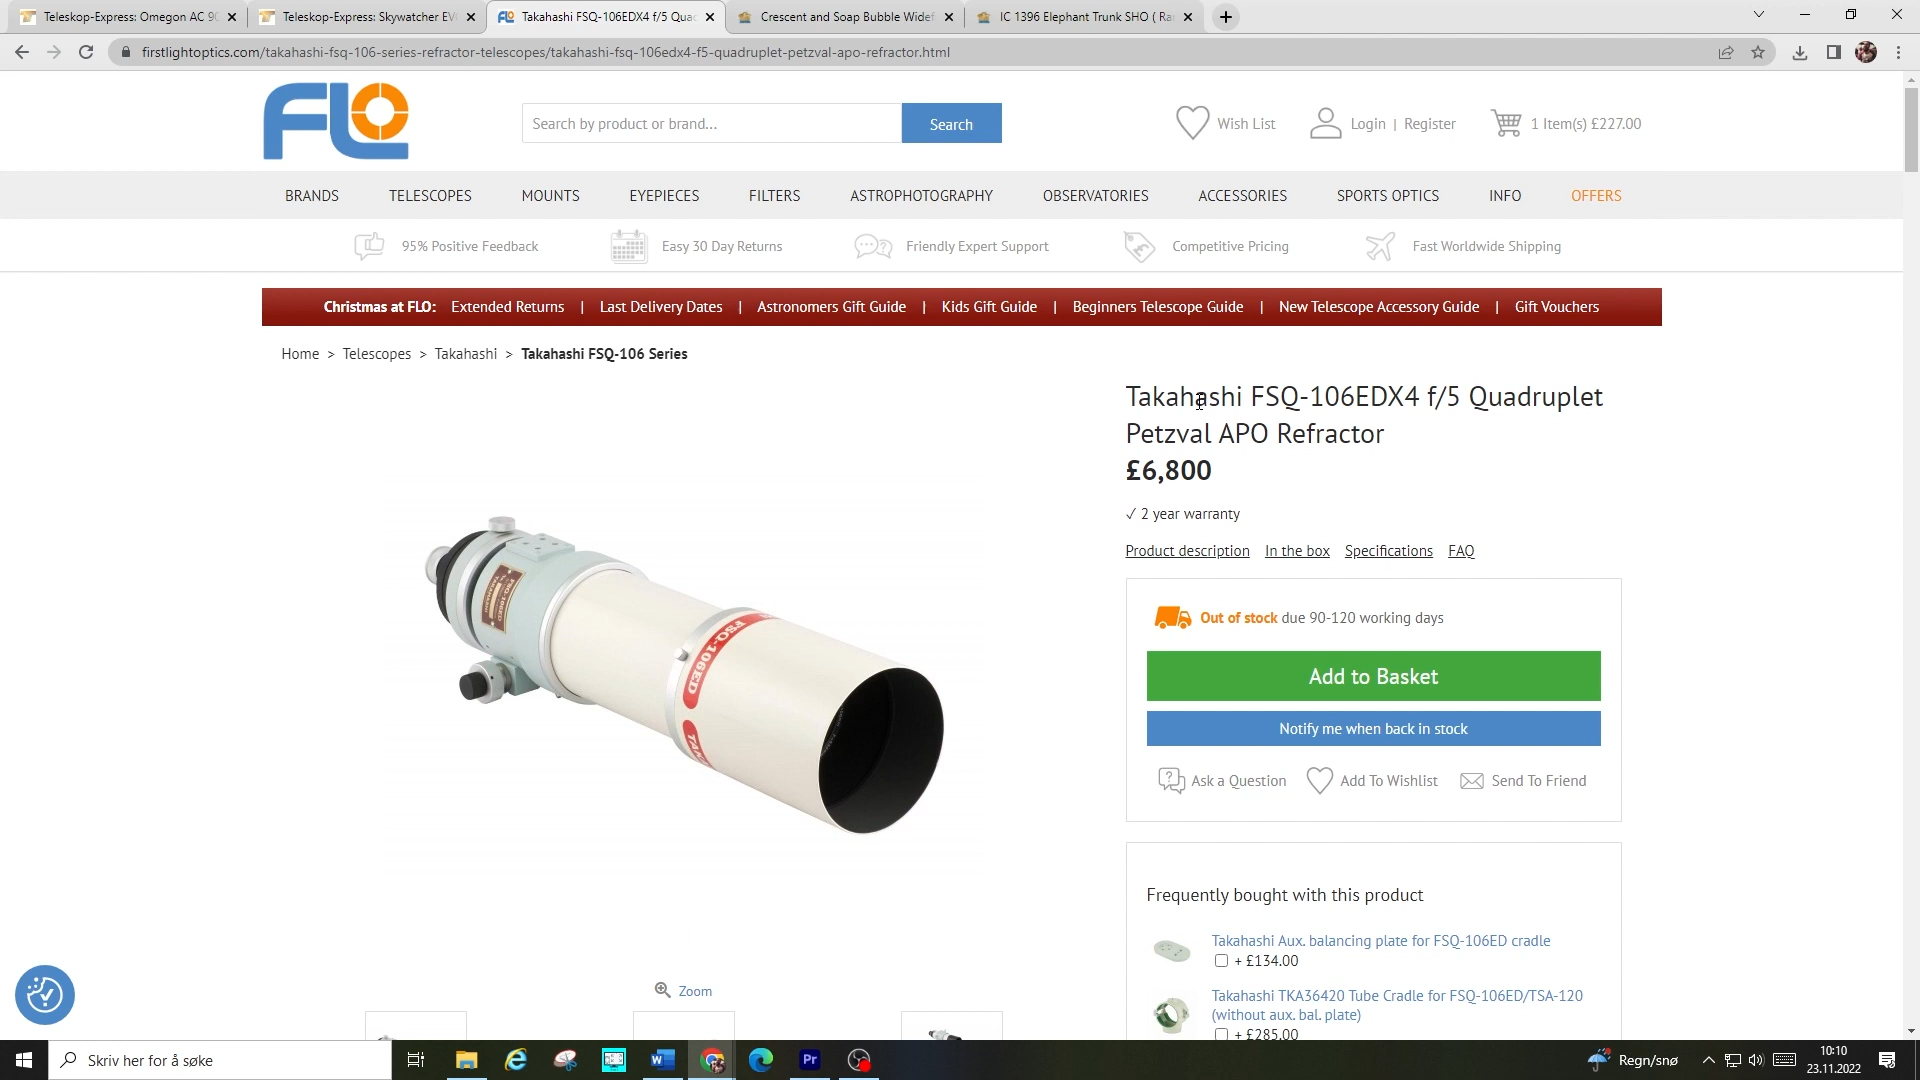 Teleskop-Express: Omegon AC 90
Teleskop-Express: Skywatcher EV
Takahashi FSQ-106EDX4 f/5 Quad
Crescent and Soap Bubble Widef
IC 1396 Elephant Trunk SHO ( Ra
firstlightoptics.com/takahashi-fsq-106-series-refractor-telescopes/takahashi-fsq-106edx4-f5-quadruplet-petzval-apo-refractor.html
FLO
Search by product or brand...
Search
Wish List
Login | Register
1 Item(s) £227.00
BRANDS TELESCOPES MOUNTS EYEPIECES FILTERS ASTROPHOTOGRAPHY OBSERVATORIES ACCESSORIES SPORTS OPTICS INFO OFFERS
95% Positive Feedback Easy 30 Day Returns Friendly Expert Support Competitive Pricing Fast Worldwide Shipping
Christmas at FLO: Extended Returns | Last Delivery Dates | Astronomers Gift Guide | Kids Gift Guide | Beginners Telescope Guide | New Telescope Accessory Guide | Gift Vouchers
Home > Telescopes > Takahashi > Takahashi FSQ-106 Series
Takahashi FSQ-106EDX4 f/5 Quadruplet
Petzval APO Refractor
£6,800
✓ 2 year warranty
Product description In the box Specifications FAQ
Out of stock due 90-120 working days
Add to Basket
Notify me when back in stock
Ask a Question Add To Wishlist Send To Friend
FSQ-106ED
Frequently bought with this product
Takahashi Aux. balancing plate for FSQ-106ED cradle
+ £134.00
Takahashi TKA36420 Tube Cradle for FSQ-106ED/TSA-120
(without aux. bal. plate)
+ £285.00
Zoom
Skriv her for å søke
Regn/snø
10:10
23.11.2022